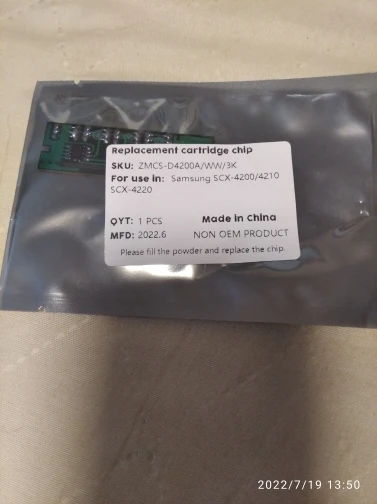 Replacement cartridge chip
SKU: ZMCS-D4200A/WW/3K
For use in: Samsung SCX-4200/4210
SCX-4220
QYT: 1 PCS Made in China
MFD: 2022.6 NON OEM PRODUCT
Please fill the powder and replace the chip.
2022/7/19 13:50